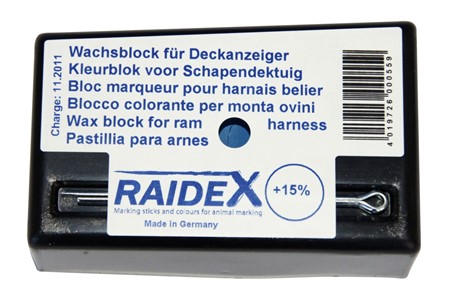 Charge: 11.2011
Wachsblock für Deckanzeiger
Kleurblok voor Schapendektuig
Bloc marqueur pour harnais belier
Blocco colorante per monta ovini
Wax block for ram harness
Pastillia para arnes
4 019726 000559
RAIDEX
+15%
Marking sticks and colours for animal marking
Made in Germany